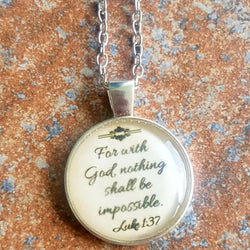 For with
God nothing
shall be
impossible.
Luke 1:37